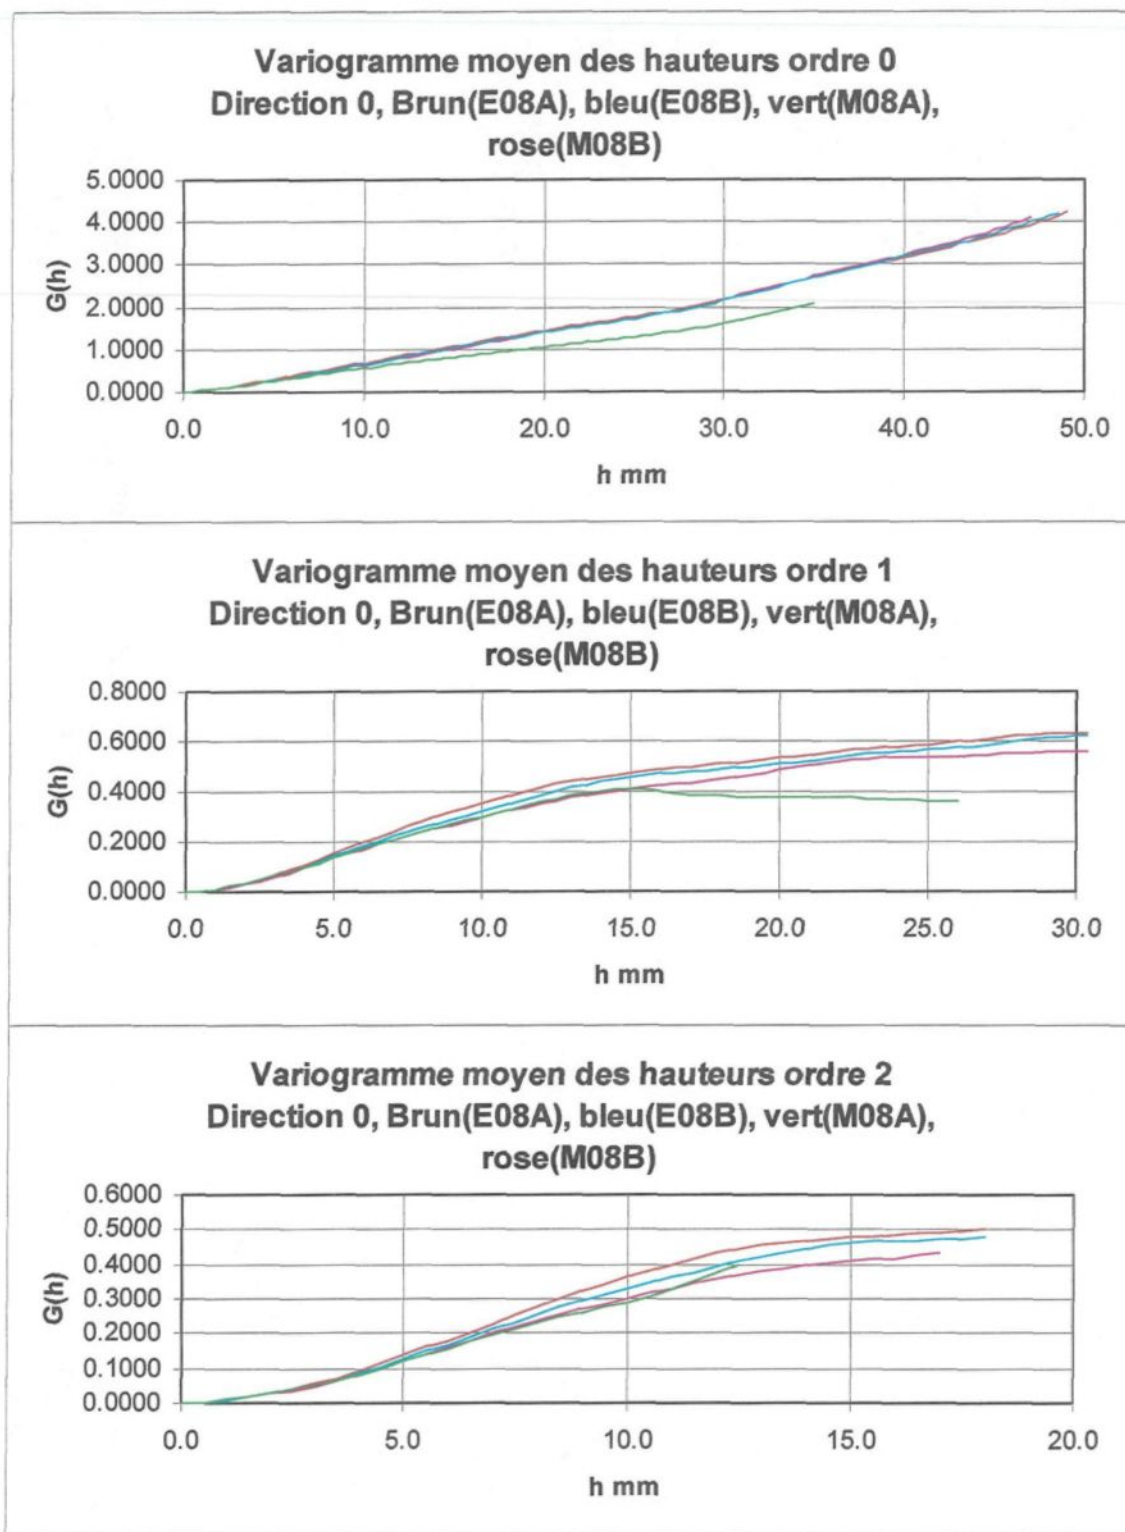 Variogramme moyen des hauteurs ordre 0
Direction 0, Brun(E08A), bleu(E08B), vert(M08A),
rose(M08B)
5.0000
4.0000
3.0000
2.0000
1.0000
0.0000
G(h)
0.0 10.0 20.0 30.0 40.0 50.0
h mm
Variogramme moyen des hauteurs ordre 1
Direction 0, Brun(E08A), bleu(E08B), vert(M08A),
rose(M08B)
0.8000
0.6000
0.4000
0.2000
0.0000
G(h)
0.0 5.0 10.0 15.0 20.0 25.0 30.0
h mm
Variogramme moyen des hauteurs ordre 2
Direction 0, Brun(E08A), bleu(E08B), vert(M08A),
rose(M08B)
0.6000
0.5000
0.4000
0.3000
0.2000
0.1000
0.0000
G(h)
0.0 5.0 10.0 15.0 20.0
h mm